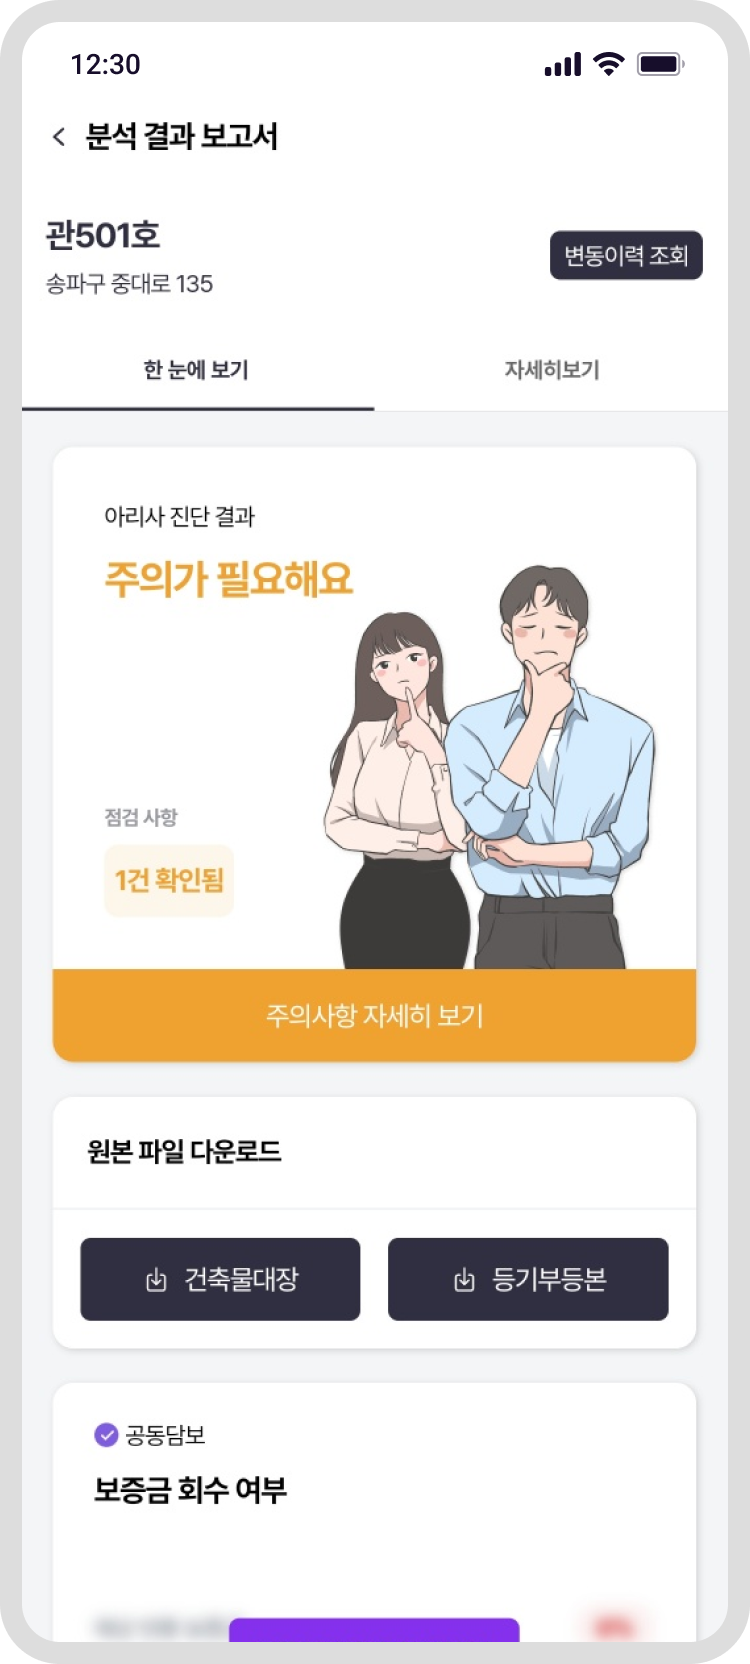 12:30
분석 결과 보고서
관501호
변동이력 조회
송파구 중대로 135
한 눈에 보기
자세히보기
아리사 진단 결과
주의가 필요해요
점검 사항
1건 확인됨
주의사항 자세히 보기
원본 파일 다운로드
건축물대장
등기부등본
공동담보
보증금 회수 여부